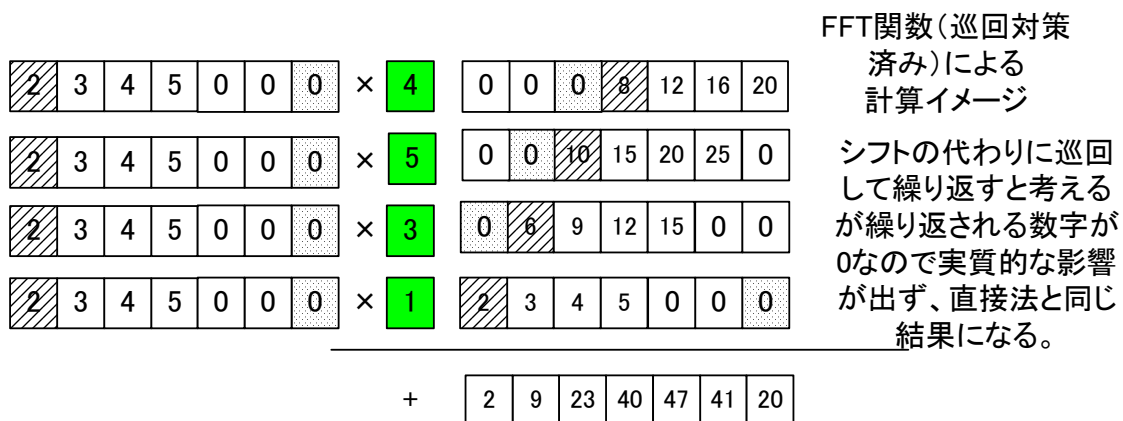 FFT関数（巡回対策
済み）による
計算イメージ
2 3 4 5 0 0 0 × 4 0 0 0 8 12 16 20
2 3 4 5 0 0 0 × 5 0 0 10 15 20 25 0
2 3 4 5 0 0 0 × 3 0 6 9 12 15 0 0
2 3 4 5 0 0 0 × 1 2 3 4 5 0 0 0
シフトの代わりに巡回
して繰り返すと考える
が繰り返される数字が
0なので実質的な影響
が出ず、直接法と同じ
結果になる。
+ 2 9 23 40 47 41 20